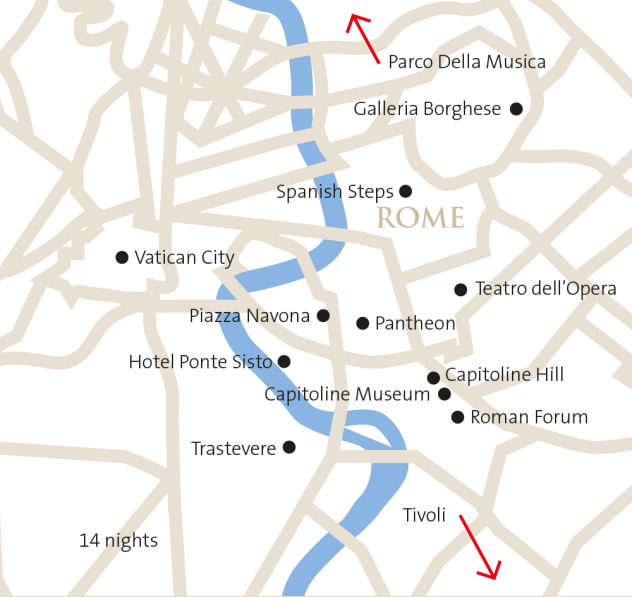 Parco Della Musica
Galleria Borghese
Spanish Steps
ROME
Vatican City
Teatro dell’Opera
Piazza Navona
Pantheon
Hotel Ponte Sisto
Capitoline Hill
Capitoline Museum
Roman Forum
Trastevere
Tivoli
14 nights